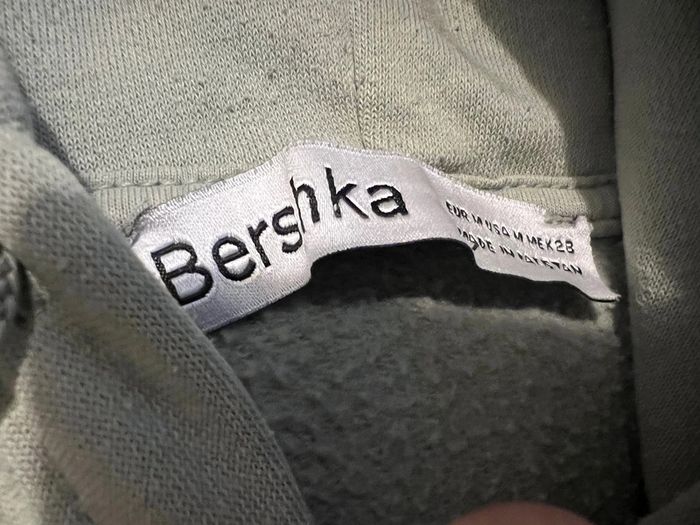 Bershka
EUR M USA M MEX 28
MADE IN PAKISTAN